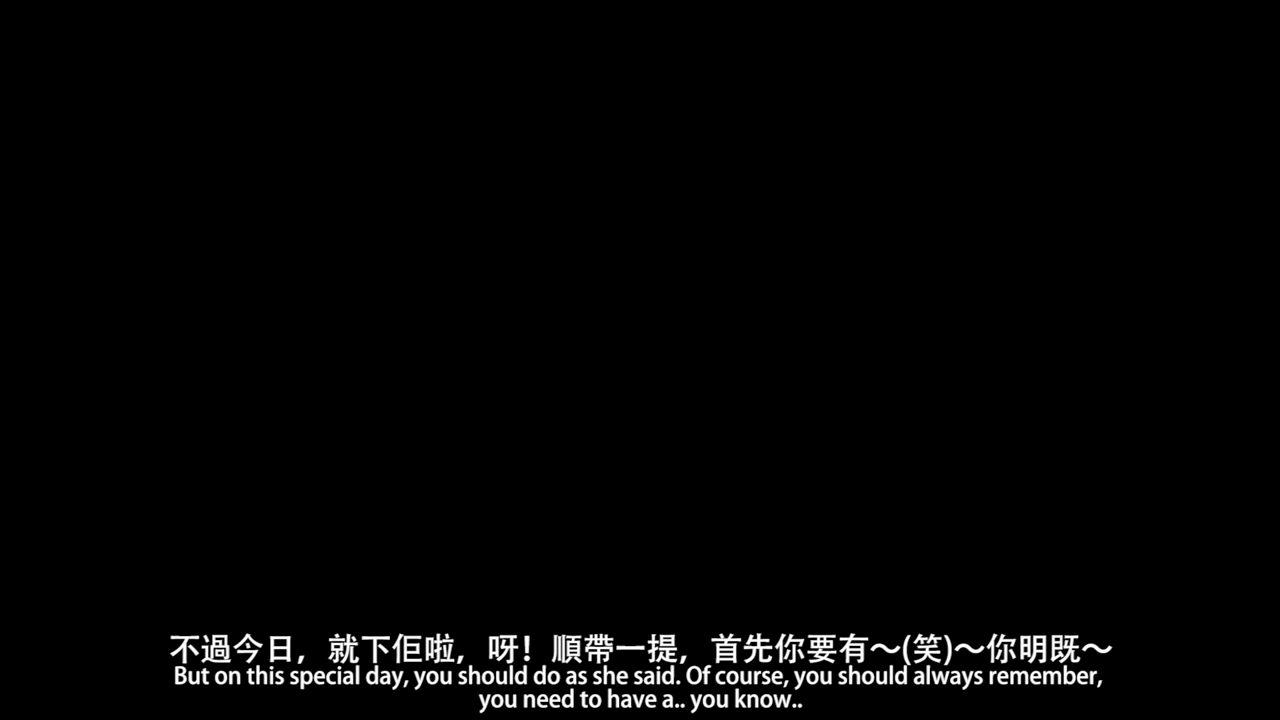 不過今日，就下佢啦，呀！順帶一提，首先你要有～(笑)～你明既～
But on this special day, you should do as she said. Of course, you should always remember,
you need to have a.. you know..